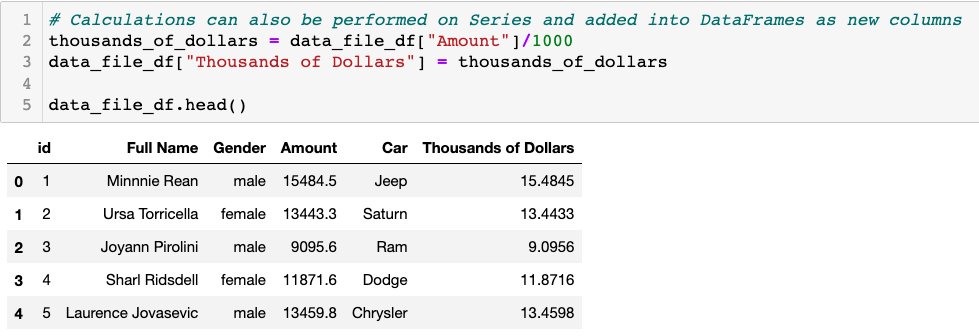 1 # Calculations can also be performed on Series and added into DataFrames as new columns
2 thousands_of_dollars = data_file_df["Amount"]/1000
3 data_file_df["Thousands of Dollars"] = thousands_of_dollars
4
5 data_file_df.head()
id Full Name Gender Amount Car Thousands of Dollars
0 1 Minnnie Rean male 15484.5 Jeep 15.4845
1 2 Ursa Torricella female 13443.3 Saturn 13.4433
2 3 Joyann Pirolini male 9095.6 Ram 9.0956
3 4 Sharl Ridsdell female 11871.6 Dodge 11.8716
4 5 Laurence Jovasevic male 13459.8 Chrysler 13.4598